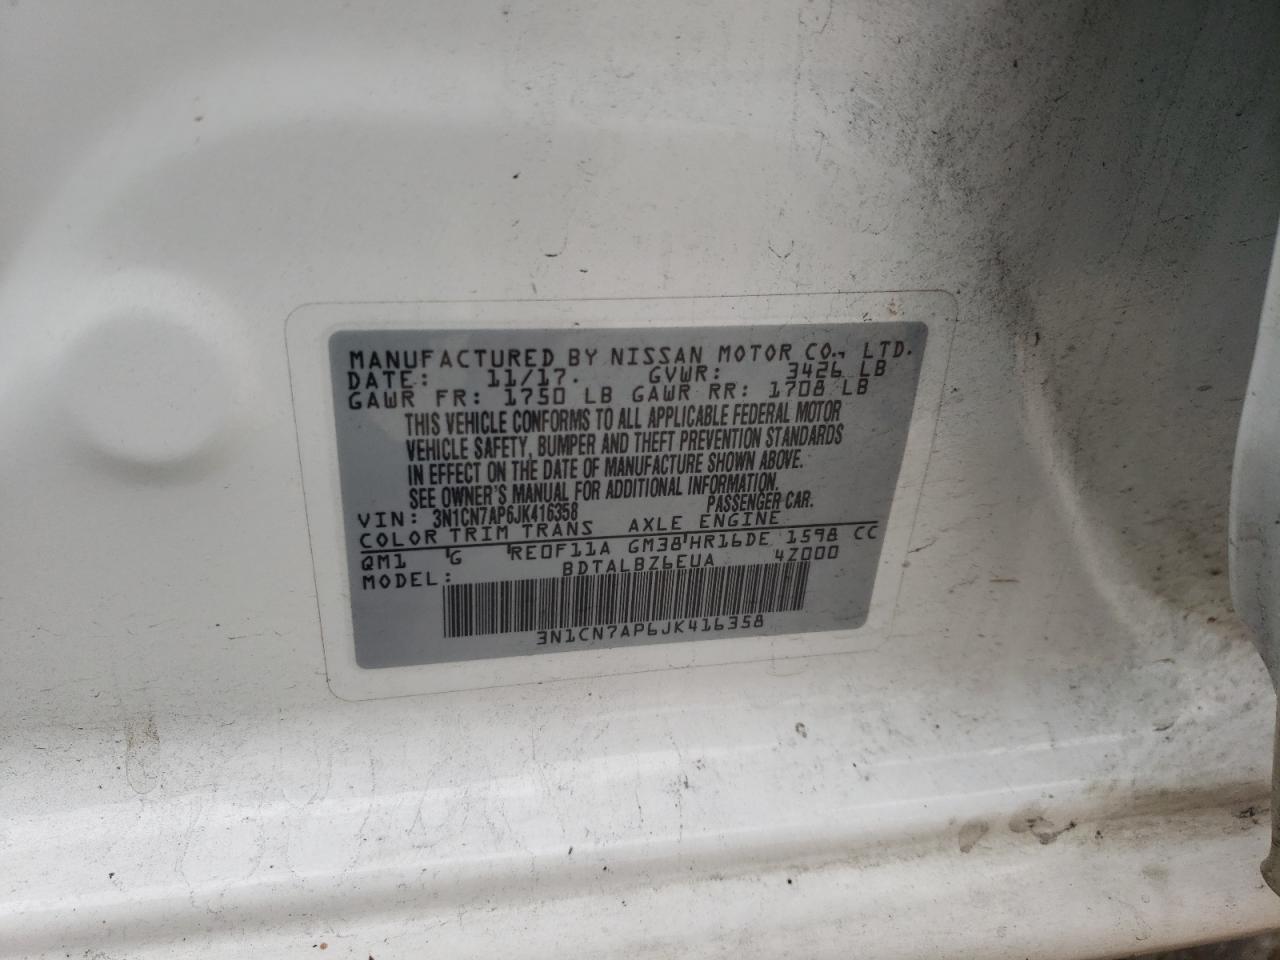 MANUFACTURED BY NISSAN MOTOR CO., LTD.
DATE: 11/17. GVWR: 3426 LB
GAWR FR: 1750 LB GAWR RR: 1708 LB
THIS VEHICLE CONFORMS TO ALL APPLICABLE FEDERAL MOTOR
VEHICLE SAFETY, BUMPER AND THEFT PREVENTION STANDARDS
IN EFFECT ON THE DATE OF MANUFACTURE SHOWN ABOVE.
SEE OWNER'S MANUAL FOR ADDITIONAL INFORMATION.
VIN: 3N1CN7AP6JK416358 PASSENGER CAR.
COLOR TRIM TRANS AXLE ENGINE
QM1 G RE0F11A GM38 HR16DE 1598 CC
MODEL: BDTALBZ6EUA 4Z000
3N1CN7AP6JK416358